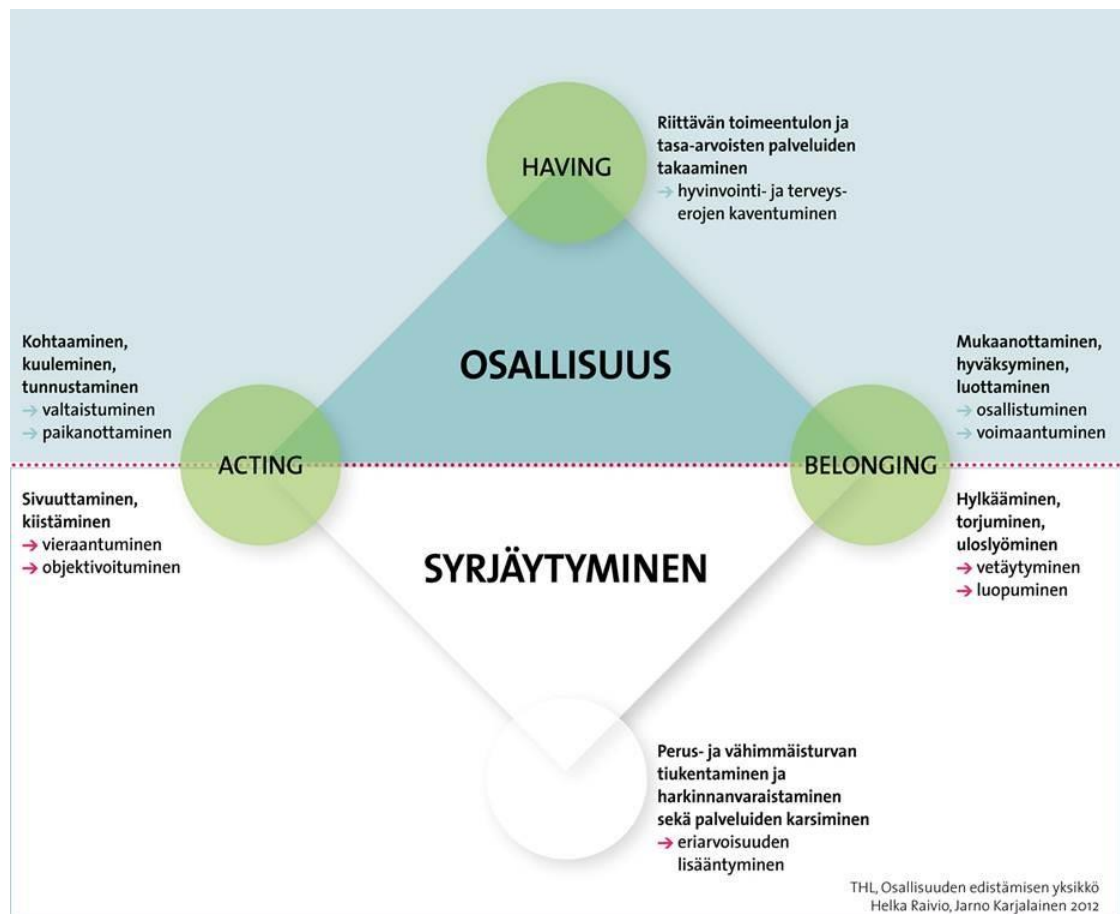 HAVING
Riittävän toimeentulon ja
tasa-arvoisten palveluiden
takaaminen
→ hyvinvointi- ja terveys-
erojen kaventuminen
Kohtaaminen,
kuuleminen,
tunnustaminen
→ valtaistuminen
→ paikanottaminen
OSALLISUUS
Mukaanottaminen,
hyväksyminen,
luottaminen
→ osallistuminen
→ voimaantuminen
ACTING
BELONGING
Sivuuttaminen,
kiistäminen
→ vieraantuminen
→ objektivoituminen
SYRJÄYTYMINEN
Hylkääminen,
torjuminen,
uloslyöminen
→ vetäytyminen
→ luopuminen
Perus- ja vähimmäisturvan
tiukentaminen ja
harkinnanvaraistaminen
sekä palveluiden karsiminen
→ eriarvoisuuden
lisääntyminen
THL, Osallisuuden edistämisen yksikkö
Helka Raivio, Jarno Karjalainen 2012